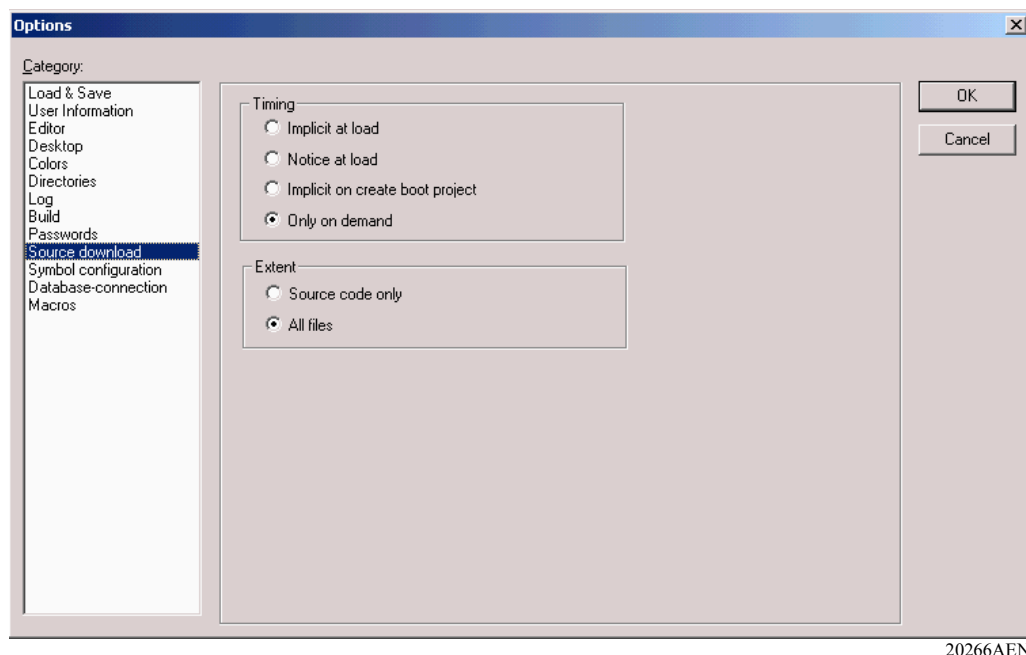 Options
Category:
Load & Save
User Information
Editor
Desktop
Colors
Directories
Log
Build
Passwords
Source download
Symbol configuration
Database-connection
Macros
Timing
Implicit at load
Notice at load
Implicit on create boot project
Only on demand
Extent
Source code only
All files
OK
Cancel
20266AEN